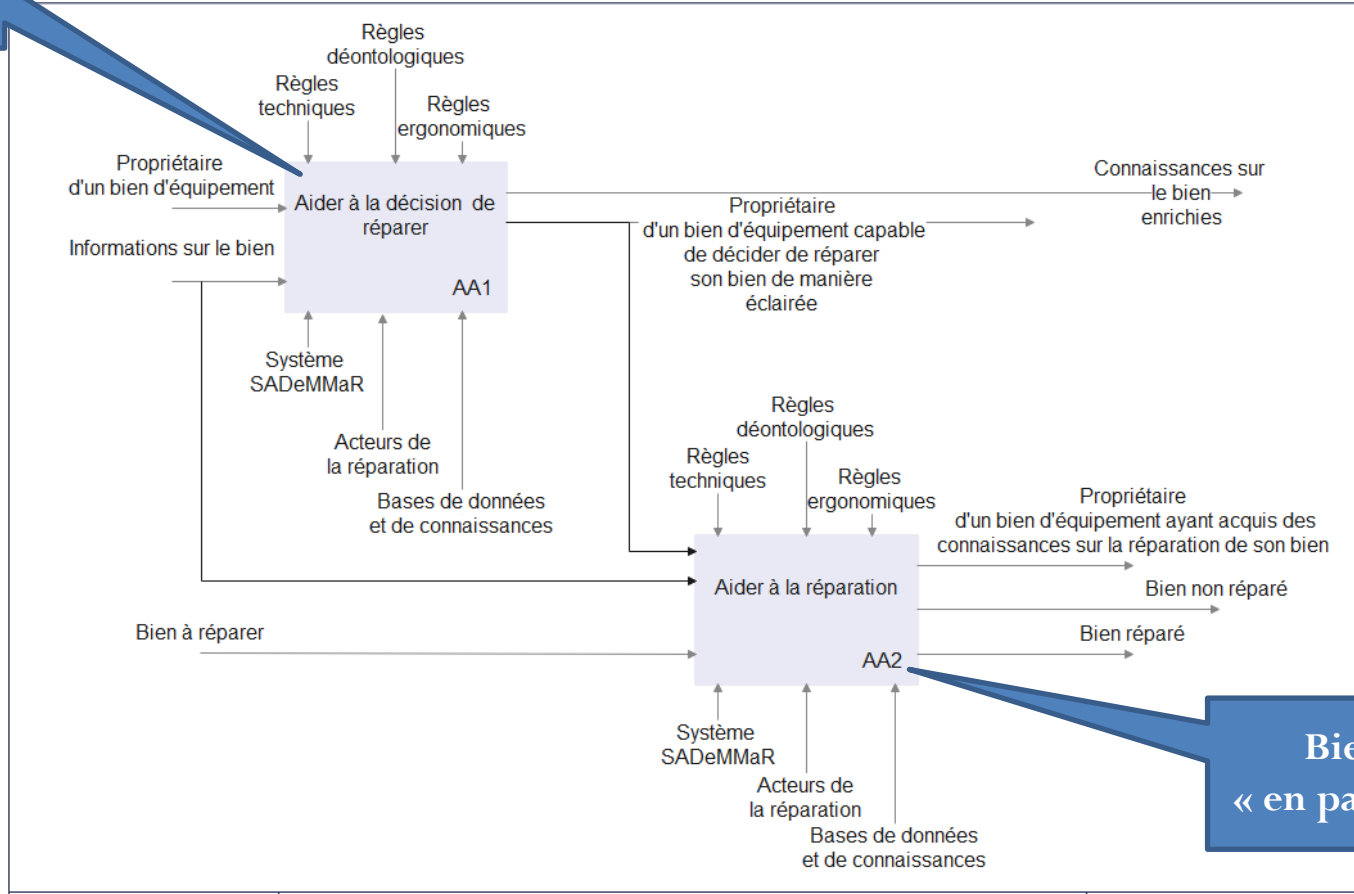 Règles
déontologiques
Règles
techniques
Règles
ergonomiques
Propriétaire
d'un bien d'équipement
Informations sur le bien
Aider à la décision de
réparer
AA1
Connaissances sur
le bien
enrichies
Propriétaire
d'un bien d'équipement capable
de décider de réparer
son bien de manière
éclairée
Système
SADeMMaR
Acteurs de
la réparation
Bases de données
et de connaissances
Règles
déontologiques
Règles
techniques
Règles
ergonomiques
Bien à réparer
Aider à la réparation
AA2
Propriétaire
d'un bien d'équipement ayant acquis des
connaissances sur la réparation de son bien
Bien non réparé
Bien réparé
Système
SADeMMaR
Acteurs de
la réparation
Bases de données
et de connaissances
« en